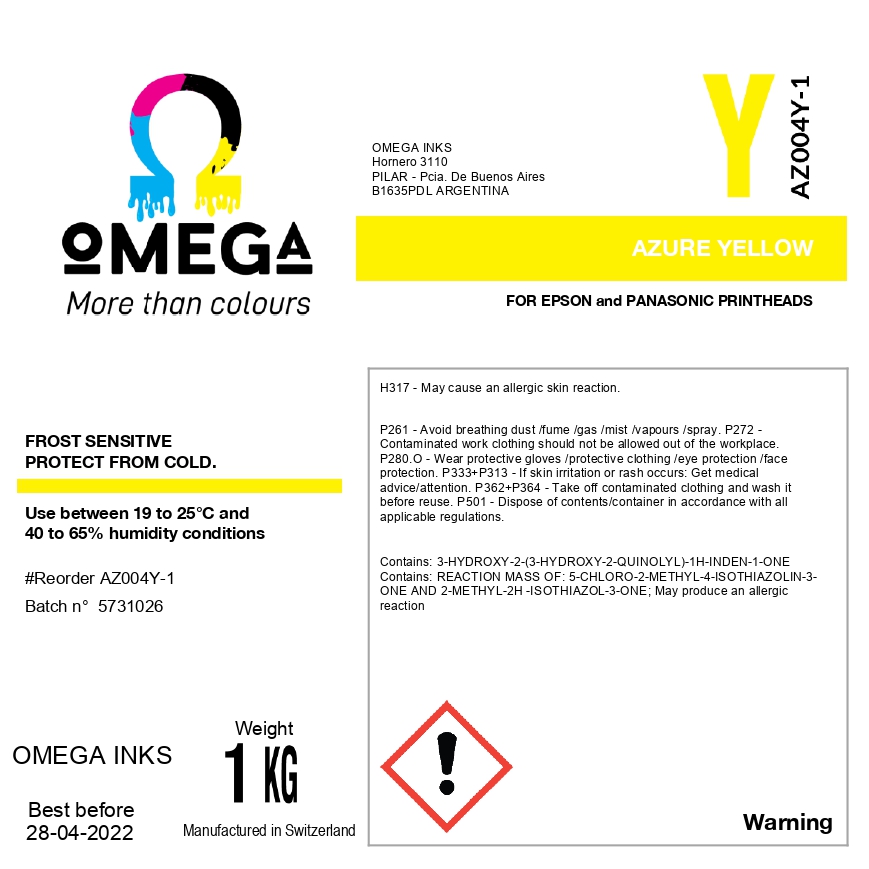 OMEGA
More than colours
OMEGA INKS
Hornero 3110
PILAR - Pcia. De Buenos Aires
B1635PDL ARGENTINA
Y
AZ004Y-1
AZURE YELLOW
FOR EPSON and PANASONIC PRINTHEADS
FROST SENSITIVE
PROTECT FROM COLD.
Use between 19 to 25°C and
40 to 65% humidity conditions
#Reorder AZ004Y-1
Batch n° 5731026
OMEGA INKS
Best before
28-04-2022
Weight
1 KG
Manufactured in Switzerland
H317 - May cause an allergic skin reaction.
P261 - Avoid breathing dust /fume /gas /mist /vapours /spray. P272 -
Contaminated work clothing should not be allowed out of the workplace.
P280.O - Wear protective gloves /protective clothing /eye protection /face
protection. P333+P313 - If skin irritation or rash occurs: Get medical
advice/attention. P362+P364 - Take off contaminated clothing and wash it
before reuse. P501 - Dispose of contents/container in accordance with all
applicable regulations.
Contains: 3-HYDROXY-2-(3-HYDROXY-2-QUINOLYL)-1H-INDEN-1-ONE
Contains: REACTION MASS OF: 5-CHLORO-2-METHYL-4-ISOTHIAZOLIN-3-
ONE AND 2-METHYL-2H -ISOTHIAZOL-3-ONE; May produce an allergic
reaction
Warning